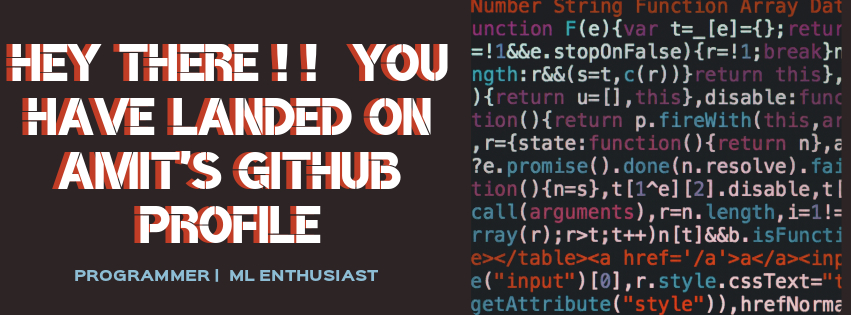 HEY THERE !! YOU
HAVE LANDED ON
AMIT'S GITHUB
PROFILE
PROGRAMMER | ML ENTHUSIAST
Number String Function Array Dat
unction F(e){var t=_[e]={};retur
=!1&&e.stopOnFalse){r=!1;break}n
ngth:r&&(s=t,c(r))}return this},
){return u=[],this},disable:func
tion(){return p.fireWith(this,ar
,r={state:function(){return n},a
?e.promise().done(n.resolve).fai
tion(){n=s},t[1^e][2].disable,t[
call(arguments),r=n.length,i=1!=
rray(r);r>t;t++)n[t]&&b.isFuncti
e></table><a href='/a'>a</a><inp
e("input")[0],r.style.cssText="t
getAttribute("style")),hrefNorma